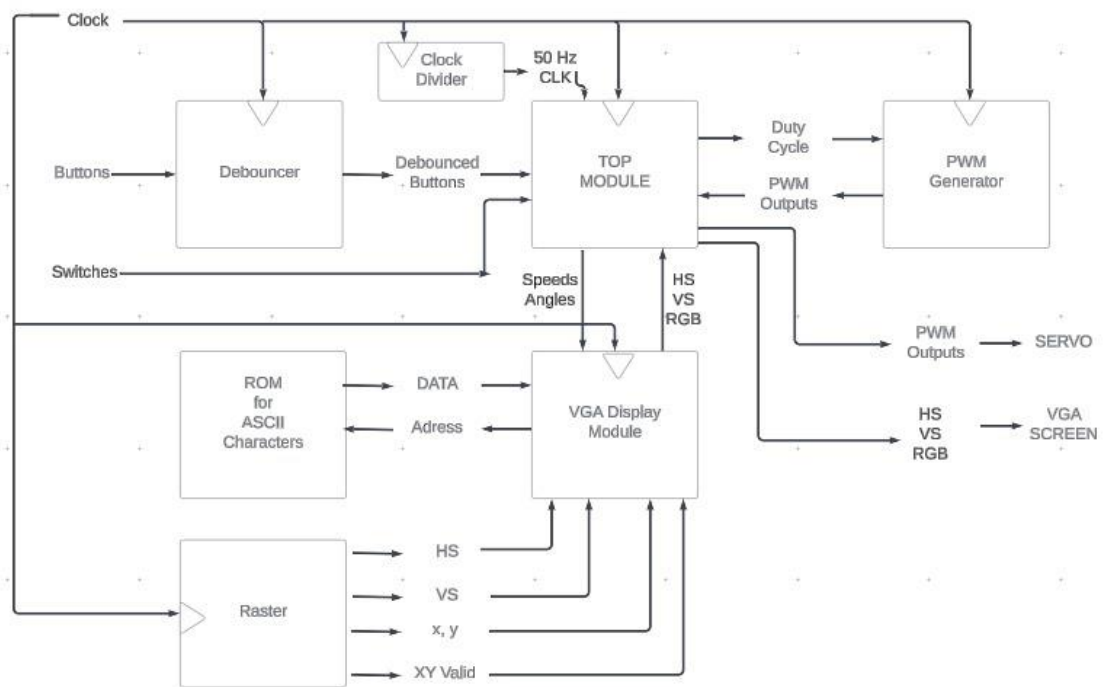 Clock
Clock
Divider
50 Hz
CLK
Buttons
Debouncer
Debounced
Buttons
TOP
MODULE
Duty
Cycle
PWM
Outputs
PWM
Generator
Switches
Speeds
Angles
HS
VS
RGB
PWM
Outputs
SERVO
ROM
for
ASCII
Characters
DATA
Adress
VGA Display
Module
HS
VS
RGB
VGA
SCREEN
Raster
HS
VS
x, y
XY Valid